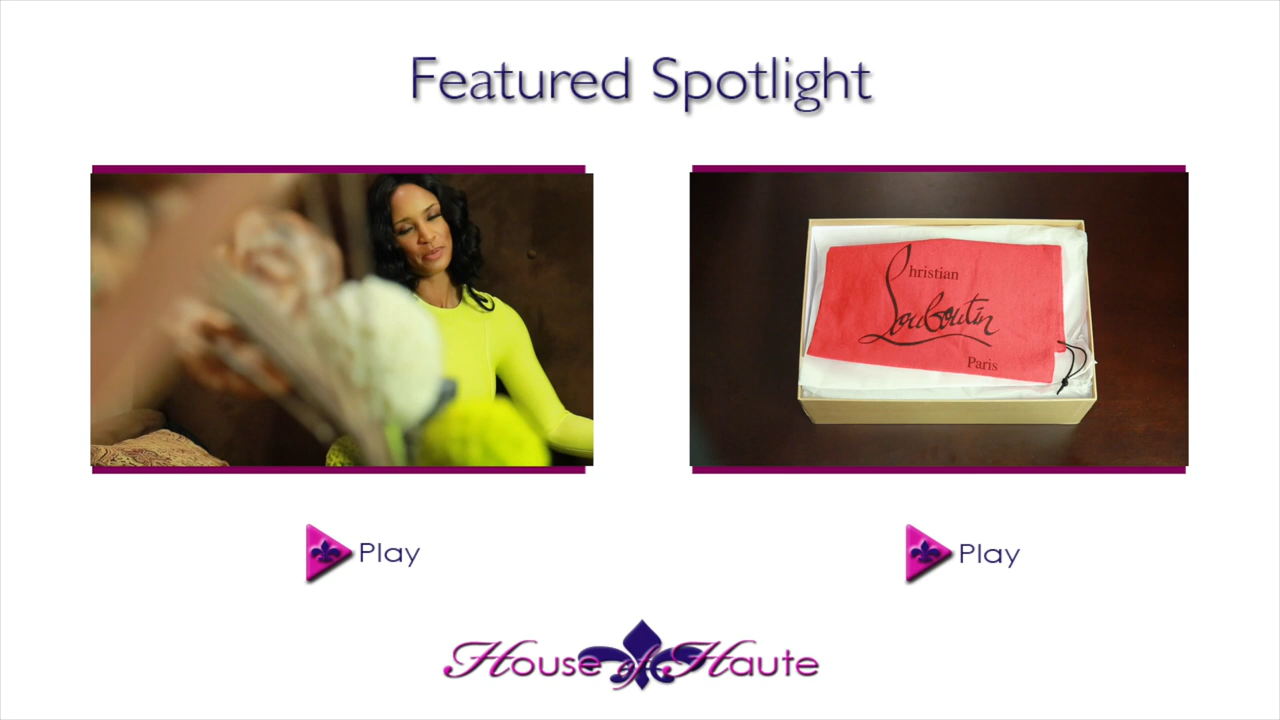 Featured Spotlight
Christian
Louboutin
Paris
Play
Play
House of Haute